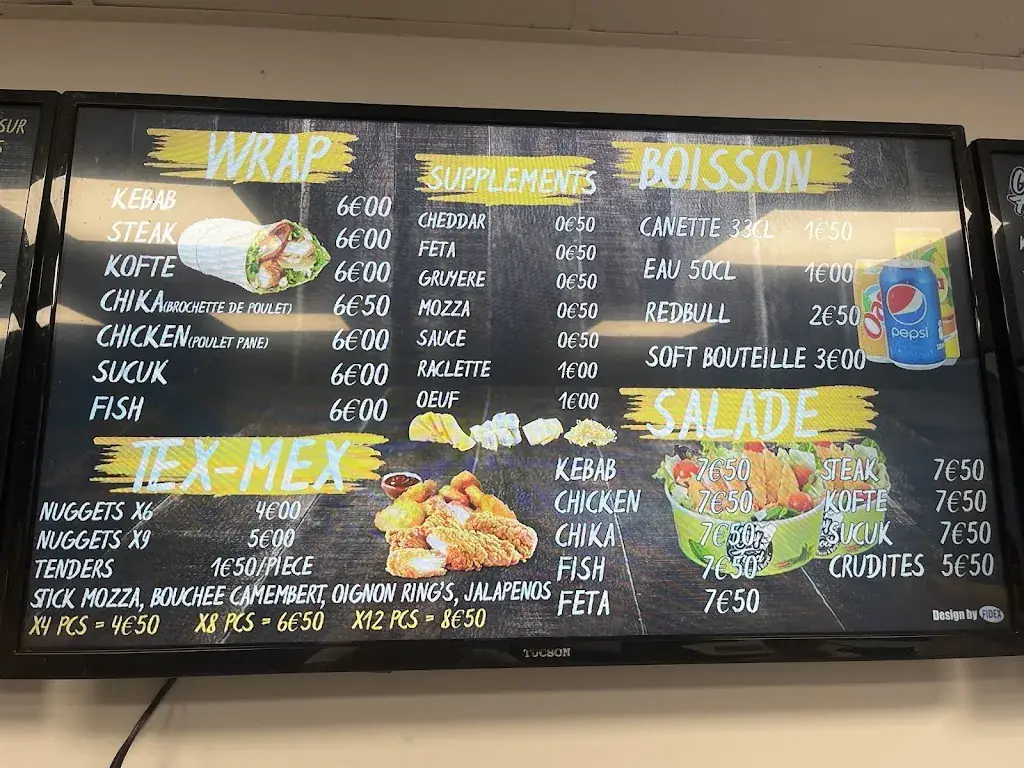 SUR
WRAP
KEBAB 6€00
STEAK 6€00
KOFTE 6€00
CHIKA(BROCHETTE DE POULET) 6€50
CHICKEN(POULET PANE) 6€00
SUCUK 6€00
FISH 6€00
TEX-MEX
NUGGETS X6 4€00
NUGGETS X9 5€00
TENDERS 1€50/PIECE
STICK MOZZA, BOUCHEE CAMEMBERT, OIGNON RING'S, JALAPENOS
X4 PCS = 4€50 X8 PCS = 6€50 X12 PCS = 8€50
SUPPLEMENTS
CHEDDAR 0€50
FETA 0€50
GRUYERE 0€50
MOZZA 0€50
SAUCE 0€50
RACLETTE 1€00
OEUF 1€00
BOISSON
CANETTE 33CL 1€50
EAU 50CL 1€00
REDBULL 2€50
SOFT BOUTEILLE 3€00
pepsi
SALADE
KEBAB 7€50 STEAK 7€50
CHICKEN 7€50 KOFTE 7€50
CHIKA 7€50 SUCUK 7€50
FISH 7€50 CRUDITES 5€50
FETA 7€50
Design by FIDEX
TUCSON